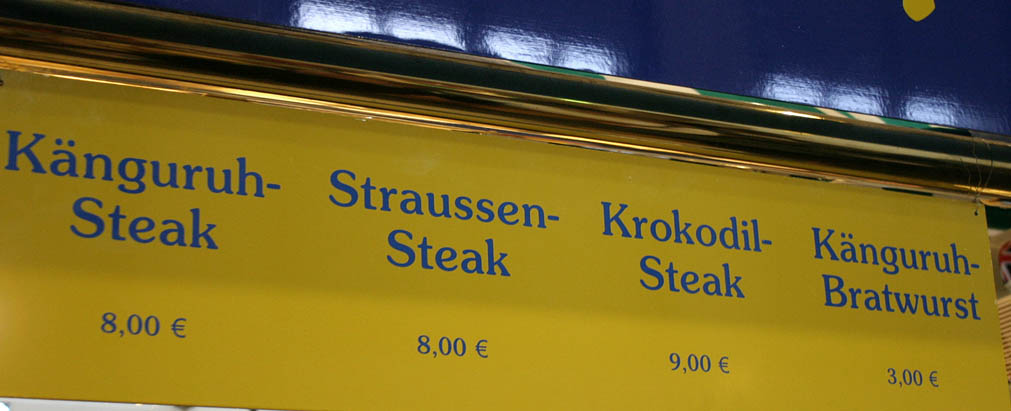 Känguruh-
Steak
8,00 €
Straussen-
Steak
8,00 €
Krokodil-
Steak
9,00 €
Känguruh-
Bratwurst
3,00 €